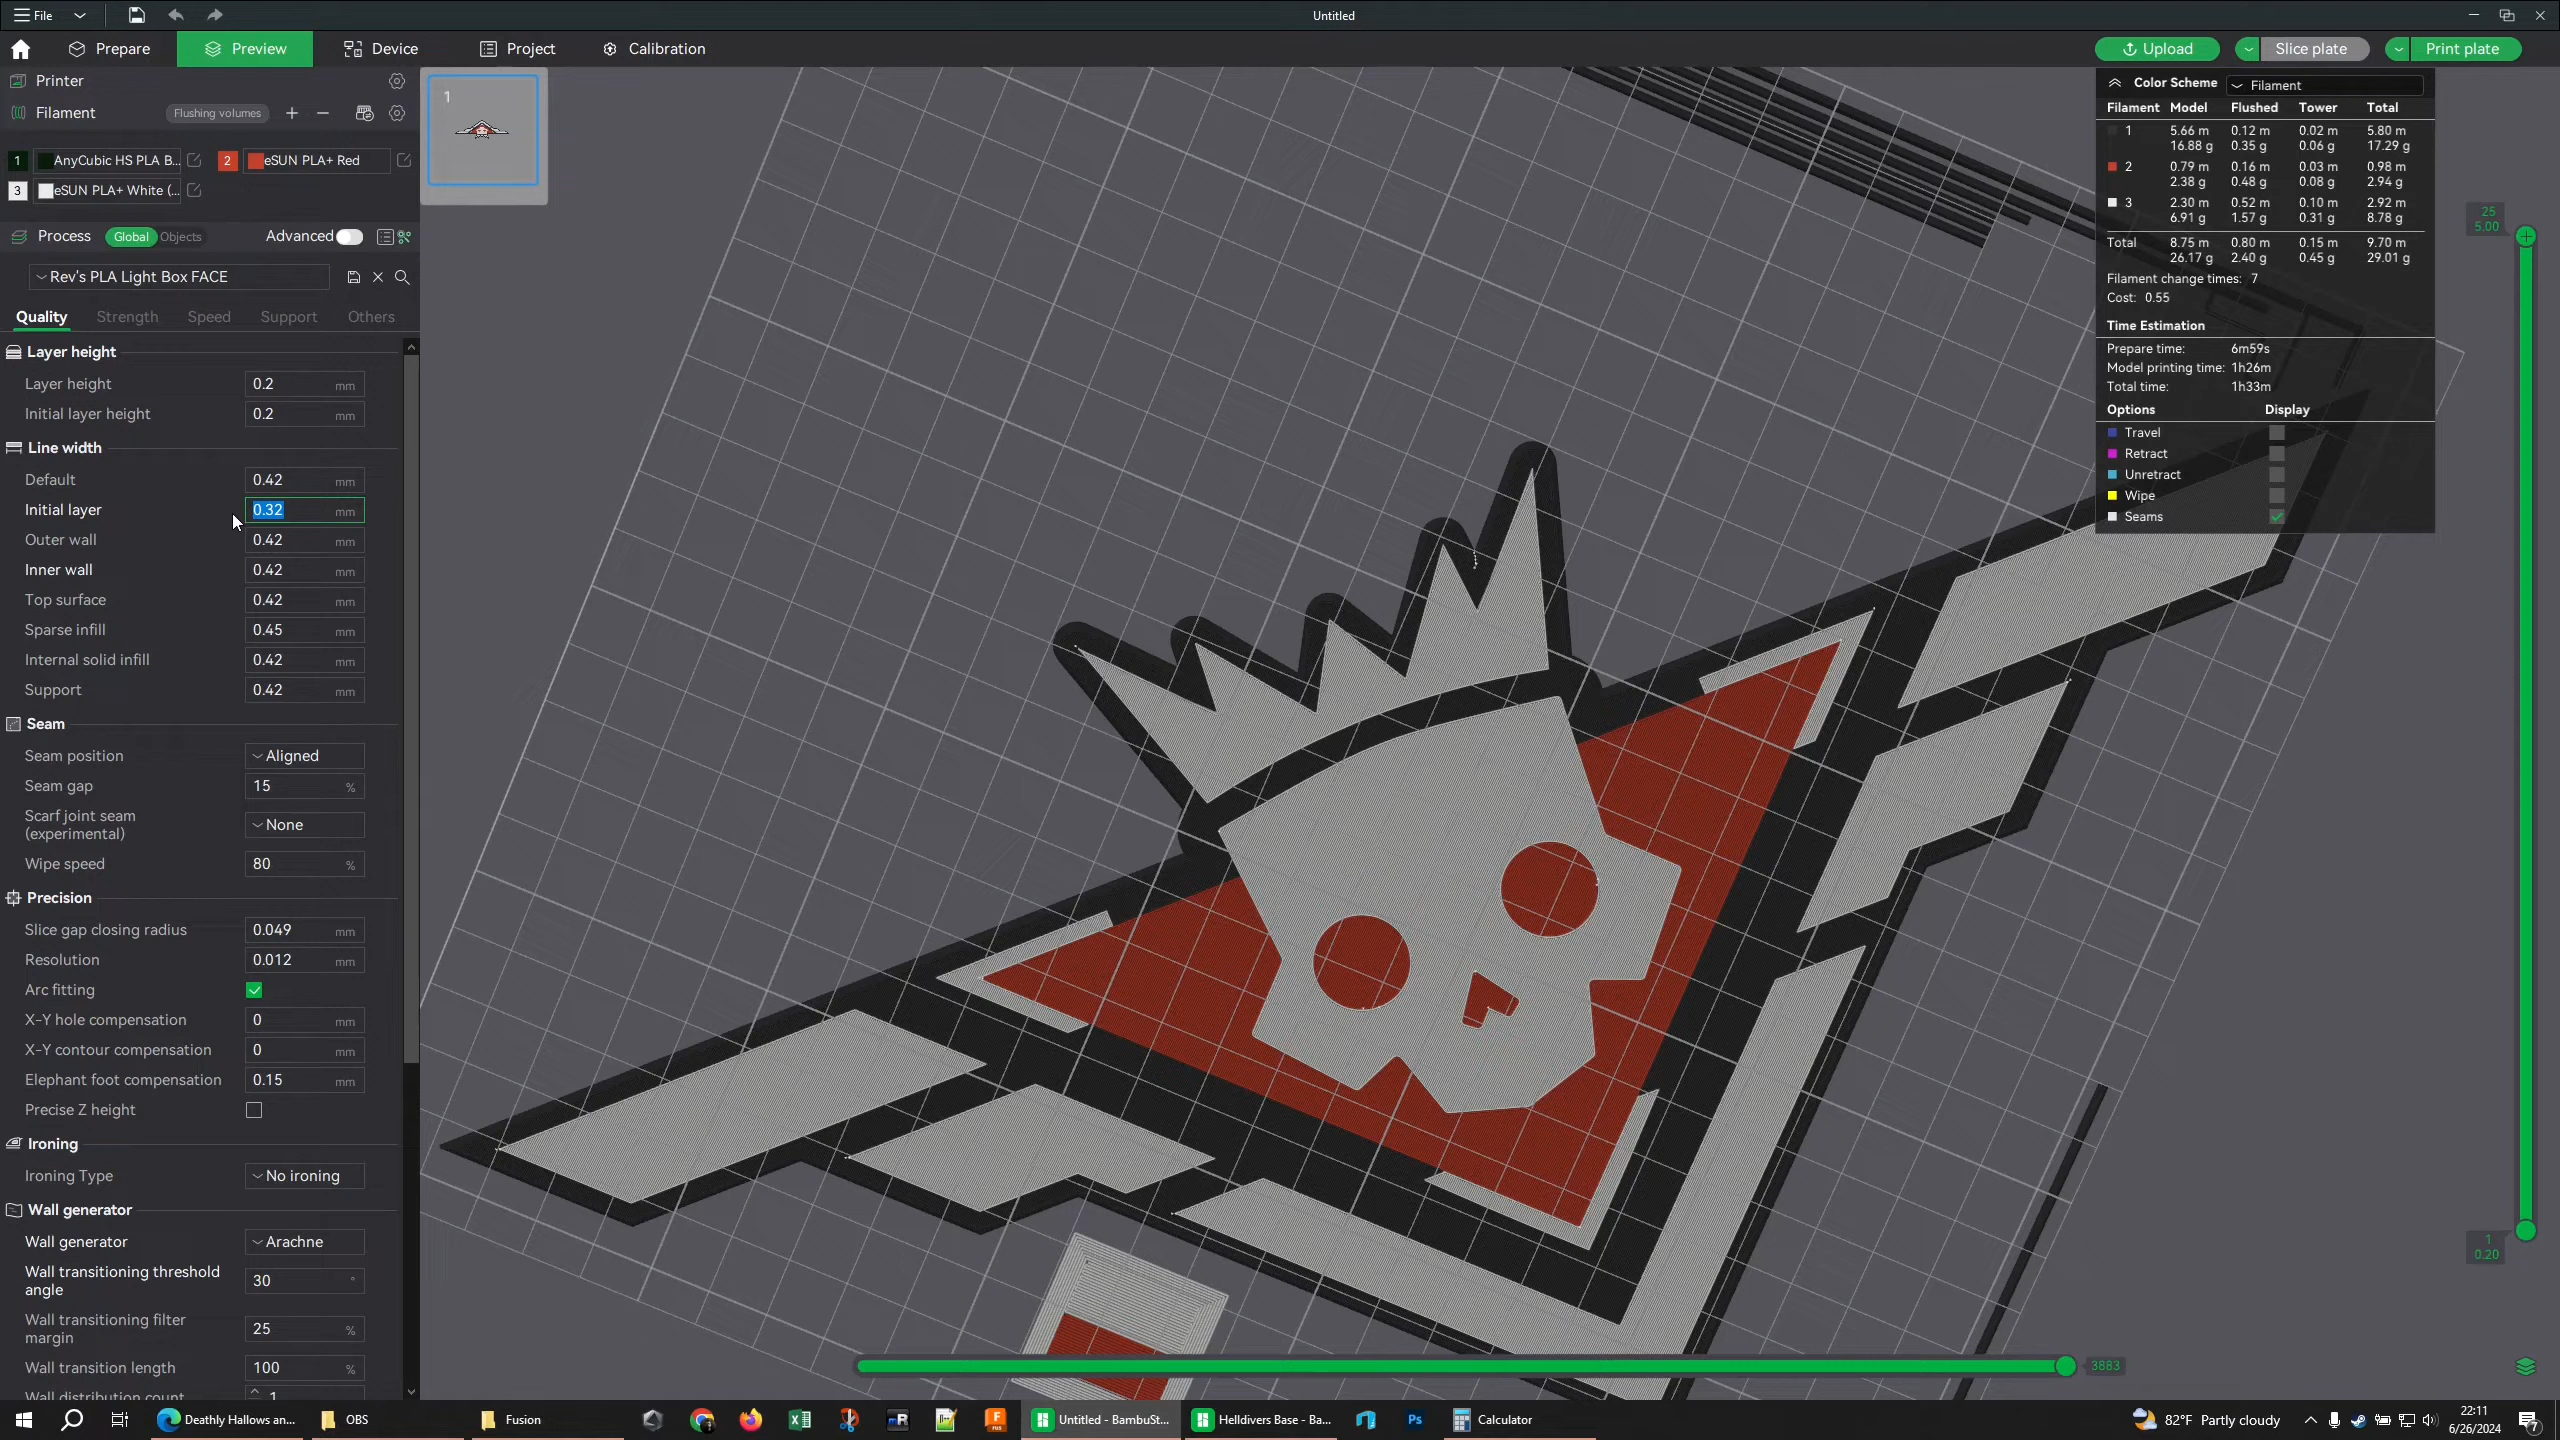 File
Untitled
Prepare
Preview
Device
Project
Calibration
Upload
Slice plate
Print plate
Printer
Filament
Flushing volumes
1 AnyCubic HS PLA B...
2 eSUN PLA+ Red
3 eSUN PLA+ White (...
Process Global Objects Advanced
Rev's PLA Light Box FACE
Quality Strength Speed Support Others
Layer height
Layer height 0.2 mm
Initial layer height 0.2 mm
Line width
Default 0.42 mm
Initial layer 0.32 mm
Outer wall 0.42 mm
Inner wall 0.42 mm
Top surface 0.42 mm
Sparse infill 0.45 mm
Internal solid infill 0.42 mm
Support 0.42 mm
Seam
Seam position Aligned
Seam gap 15 %
Scarf joint seam
(experimental) None
Wipe speed 80 %
Precision
Slice gap closing radius 0.049 mm
Resolution 0.012 mm
Arc fitting
X-Y hole compensation 0 mm
X-Y contour compensation 0 mm
Elephant foot compensation 0.15 mm
Precise Z height
Ironing
Ironing Type No ironing
Wall generator
Wall generator Arachne
Wall transitioning threshold
angle 30 °
Wall transitioning filter
margin 25 %
Wall transition length 100 %
Wall distribution count 1
1
Color Scheme Filament
Filament Model Flushed Tower Total
1 5.66 m 0.12 m 0.02 m 5.80 m
16.88 g 0.35 g 0.06 g 17.29 g
2 0.79 m 0.16 m 0.03 m 0.98 m
2.38 g 0.48 g 0.08 g 2.94 g
3 2.30 m 0.52 m 0.10 m 2.92 m
6.91 g 1.57 g 0.31 g 8.78 g
Total 8.75 m 0.80 m 0.15 m 9.70 m
26.17 g 2.40 g 0.45 g 29.01 g
Filament change times: 7
Cost: 0.55
Time Estimation
Prepare time: 6m59s
Model printing time: 1h26m
Total time: 1h33m
Options Display
Travel
Retract
Unretract
Wipe
Seams
25
5.00
1
0.20
3883
Deathly Hallows an...
OBS
Fusion
Untitled - BambuSt...
Helldivers Base - Ba...
Calculator
82°F Partly cloudy
22:11
6/26/2024
7